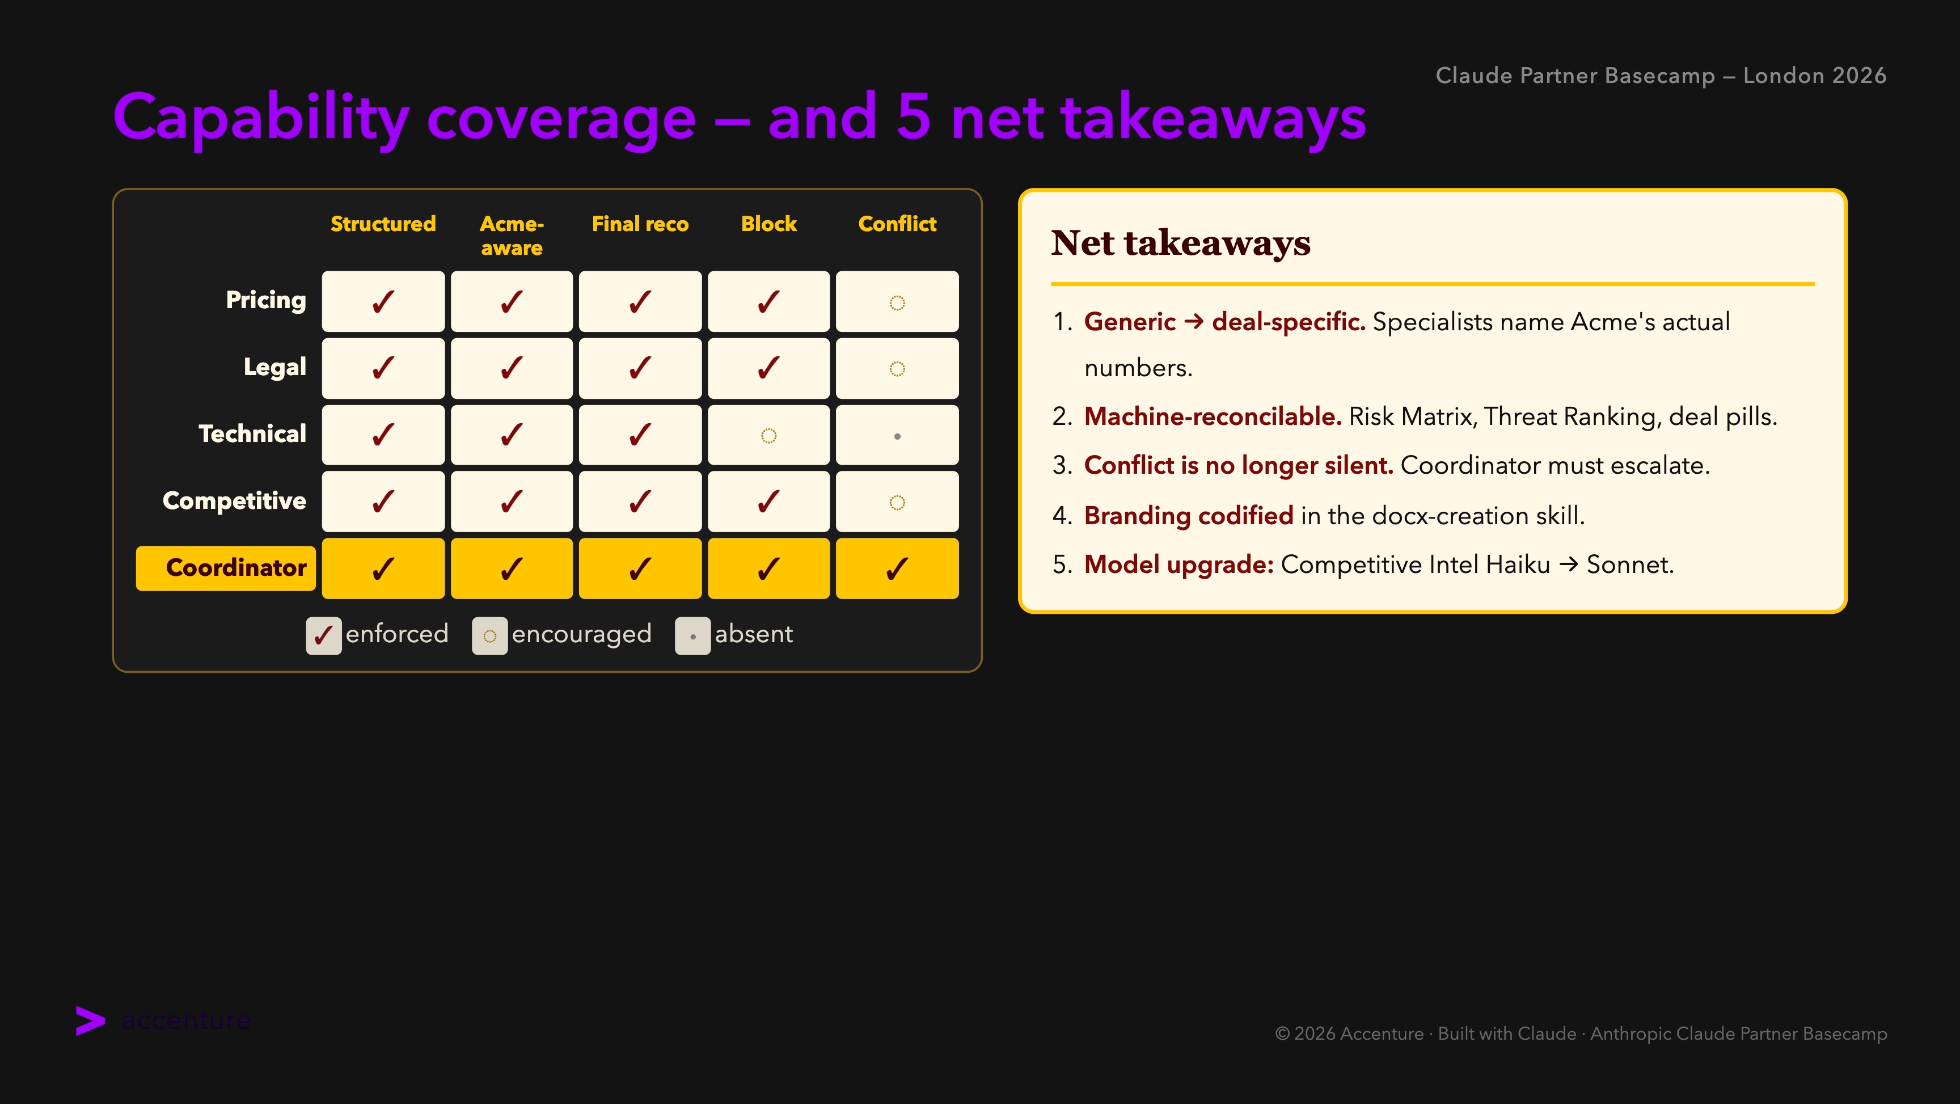 Claude Partner Basecamp – London 2026
Capability coverage – and 5 net takeaways
Structured Acme-aware Final reco Block Conflict
Pricing ✓ ✓ ✓ ✓ ◌
Legal ✓ ✓ ✓ ✓ ◌
Technical ✓ ✓ ✓ ◌ ·
Competitive ✓ ✓ ✓ ✓ ◌
Coordinator ✓ ✓ ✓ ✓ ✓
✓ enforced ◌ encouraged · absent
Net takeaways
1. Generic → deal-specific. Specialists name Acme's actual
numbers.
2. Machine-reconcilable. Risk Matrix, Threat Ranking, deal pills.
3. Conflict is no longer silent. Coordinator must escalate.
4. Branding codified in the docx-creation skill.
5. Model upgrade: Competitive Intel Haiku → Sonnet.
> accenture
© 2026 Accenture · Built with Claude · Anthropic Claude Partner Basecamp